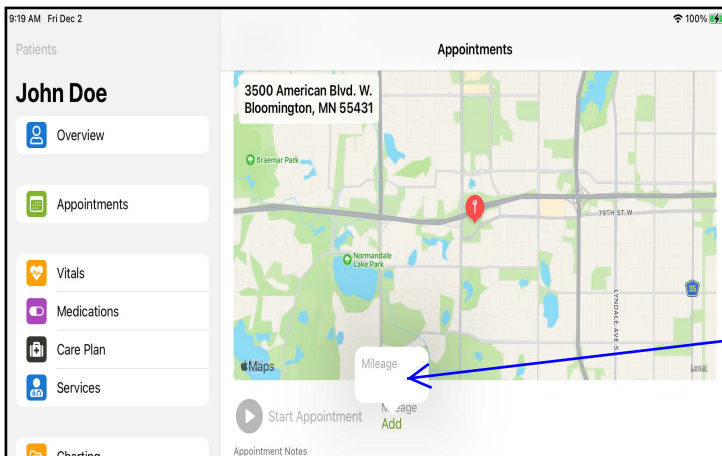 9:19 AM Fri Dec 2
100%
Patients
Appointments
John Doe
Overview
Appointments
Vitals
Medications
Care Plan
Services
Charting
3500 American Blvd. W.
Bloomington, MN 55431
Braemar Park
79TH ST W
Normandale
Lake Park
35
LYNDALE AVE S
Maps
Legal
Mileage
Start Appointment
Mileage
Add
Appointment Notes